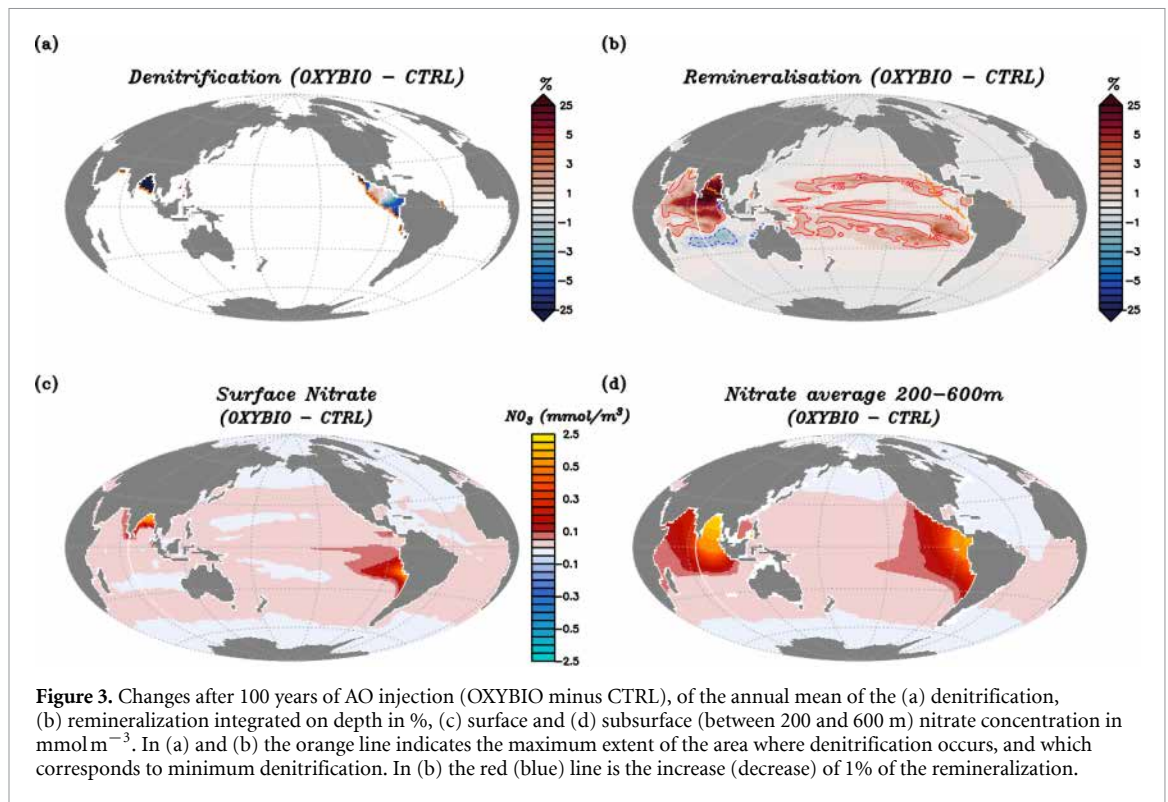 (a)
Denitrification (OXYBIO - CTRL)
%
25
5
3
1
-1
-3
-5
-25
(b)
Remineralisation (OXYBIO - CTRL)
%
25
5
3
1
-1
-3
-5
-25
(c)
Surface Nitrate
(OXYBIO - CTRL)
NO3 (mmol/m³)
2.5
0.5
0.3
0.1
-0.1
-0.3
-0.5
-2.5
(d)
Nitrate average 200-600m
(OXYBIO - CTRL)
Figure 3. Changes after 100 years of AO injection (OXYBIO minus CTRL), of the annual mean of the (a) denitrification,
(b) remineralization integrated on depth in %, (c) surface and (d) subsurface (between 200 and 600 m) nitrate concentration in
mmol m⁻³. In (a) and (b) the orange line indicates the maximum extent of the area where denitrification occurs, and which
corresponds to minimum denitrification. In (b) the red (blue) line is the increase (decrease) of 1% of the remineralization.